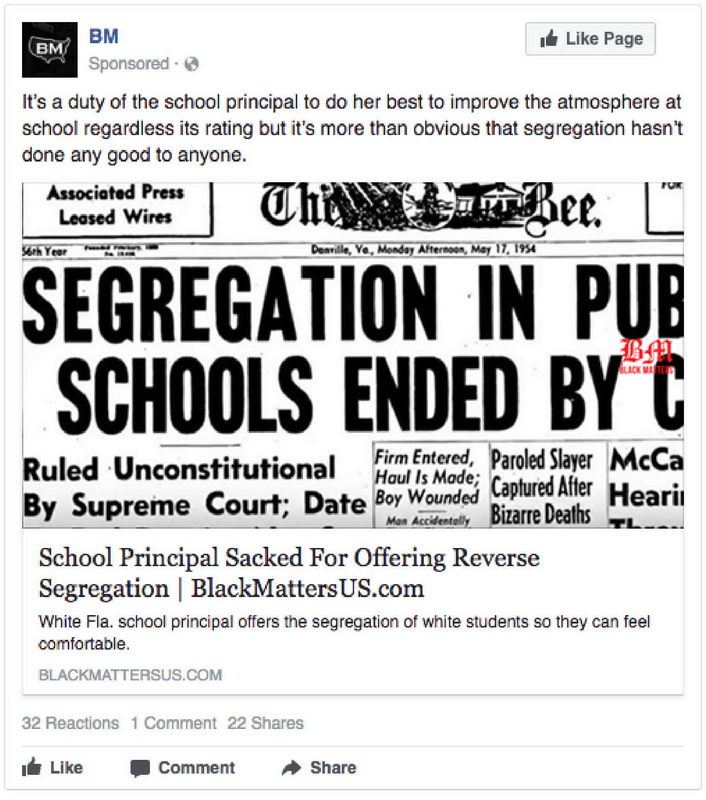 BM
BM
Like Page
Sponsored ·
It's a duty of the school principal to do her best to improve the atmosphere at
school regardless its rating but it's more than obvious that segregation hasn't
done any good to anyone.
Associated Press
Leased Wires
The Bee.
FOR
56th Year
Danville, Va., Monday Afternoon, May 17, 1954
SEGREGATION IN PUB
BM
BLACK MATTERS
SCHOOLS ENDED BY C
Ruled Unconstitutional
By Supreme Court; Date
Firm Entered,
Haul Is Made;
Boy Wounded
Man Accidentally
Paroled Slayer
Captured After
Bizarre Deaths
McCa
Heari
School Principal Sacked For Offering Reverse
Segregation | BlackMattersUS.com
White Fla. school principal offers the segregation of white students so they can feel
comfortable.
BLACKMATTERSUS.COM
32 Reactions 1 Comment 22 Shares
Like Comment Share